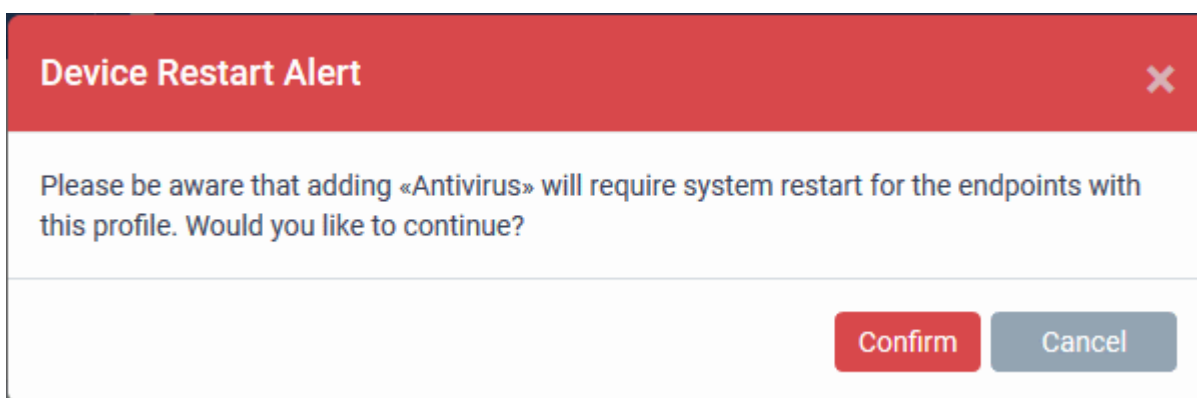 Device Restart Alert
Please be aware that adding «Antivirus» will require system restart for the endpoints with
this profile. Would you like to continue?
Confirm
Cancel